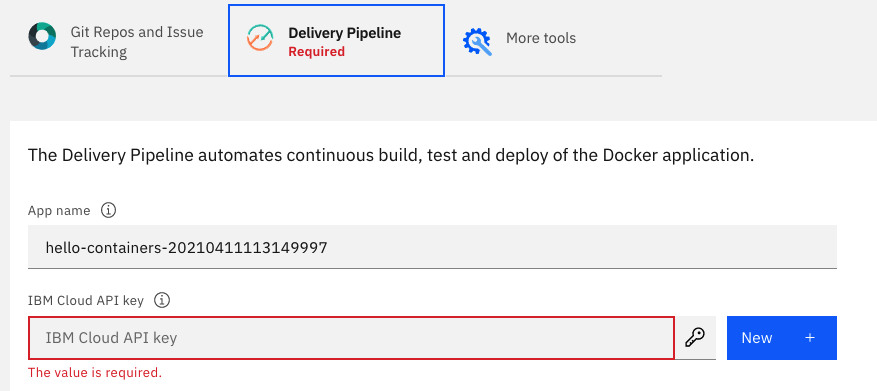 Git Repos and Issue
Tracking
Delivery Pipeline
Required
More tools
The Delivery Pipeline automates continuous build, test and deploy of the Docker application.
App name
hello-containers-20210411113149997
IBM Cloud API key
IBM Cloud API key
New +
The value is required.